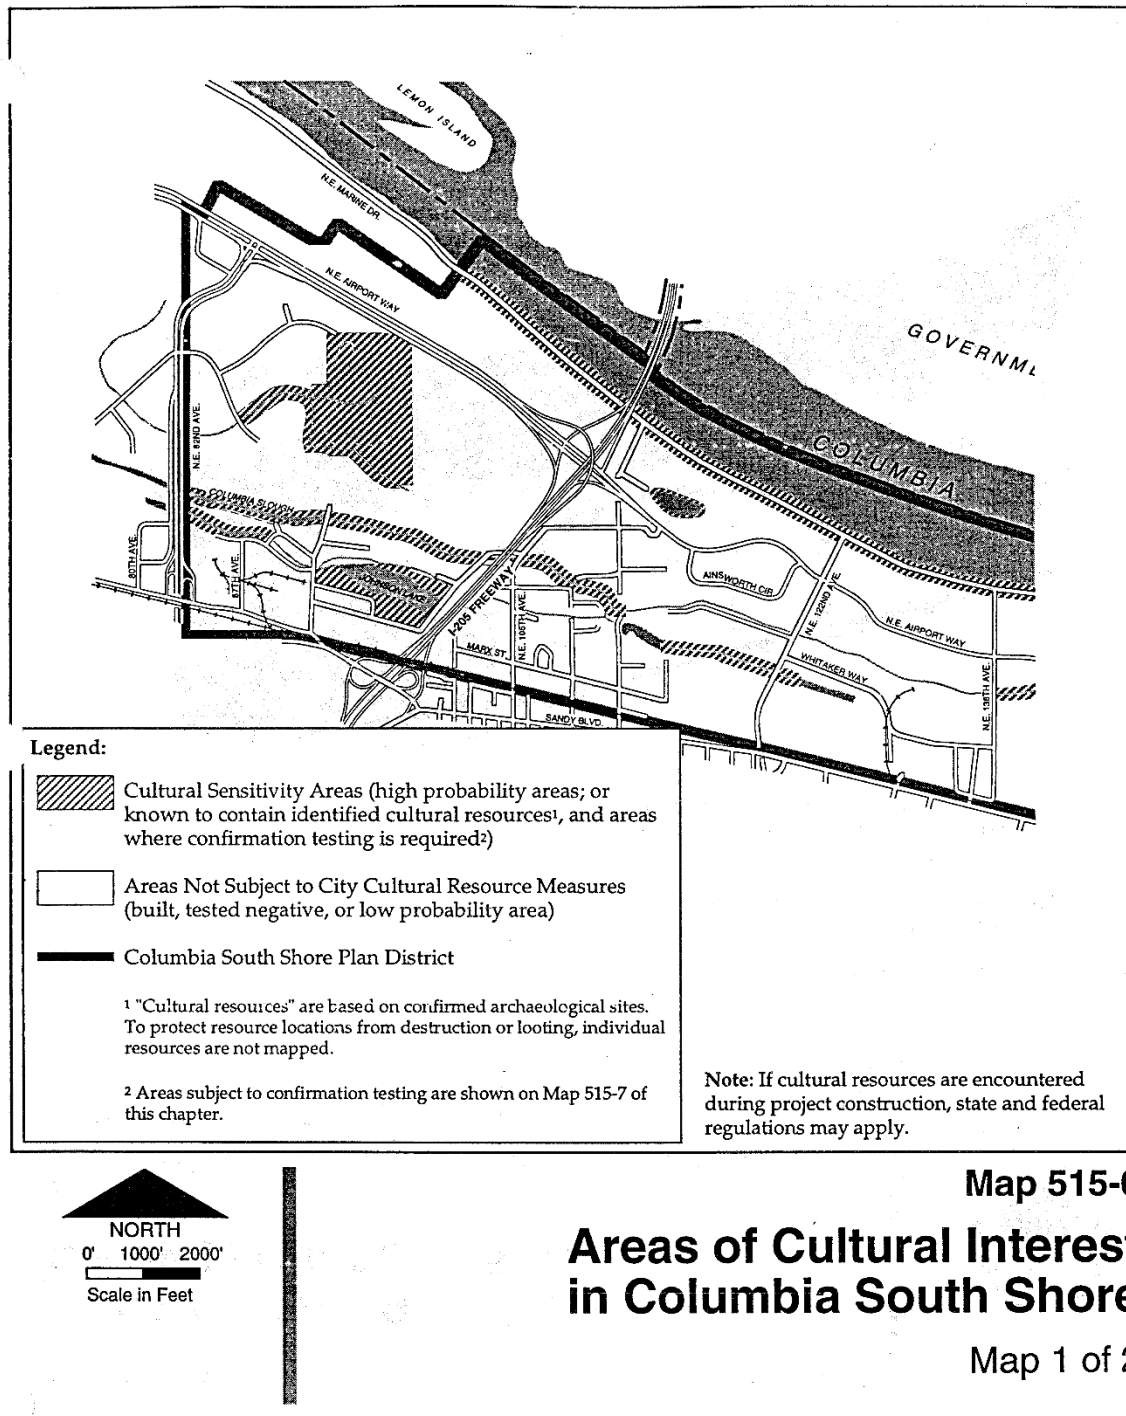 LEMON ISLAND
N.E. MARINE DR.
N.E. AIRPORT WAY
GOVERNME
COLUMBIA
N.E. 82ND AVE.
COLUMBIA SLOUGH
80TH AVE.
87TH AVE.
JOHNSON LAKE
I-205 FREEWAY
N.E. 105TH AVE.
MARX ST.
SANDY BLVD.
AINSWORTH CIR.
N.E. 122ND AVE.
N.E. AIRPORT WAY
WHITAKER WAY
N.E. 138TH AVE.
Legend:
Cultural Sensitivity Areas (high probability areas; or
known to contain identified cultural resources¹, and areas
where confirmation testing is required²)
Areas Not Subject to City Cultural Resource Measures
(built, tested negative, or low probability area)
Columbia South Shore Plan District
¹ "Cultural resources" are based on confirmed archaeological sites.
To protect resource locations from destruction or looting, individual
resources are not mapped.
² Areas subject to confirmation testing are shown on Map 515-7 of
this chapter.
Note: If cultural resources are encountered
during project construction, state and federal
regulations may apply.
NORTH
0' 1000' 2000'
Scale in Feet
Map 515-
Areas of Cultural Interest
in Columbia South Shore
Map 1 of